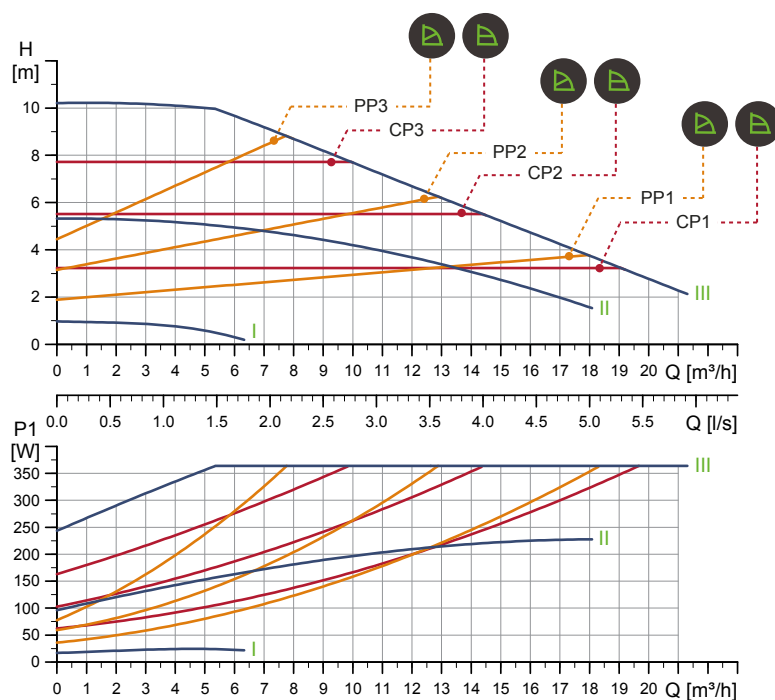 H
[m]
10
8
6
4
2
0
PP3
CP3
PP2
CP2
PP1
CP1
III
II
I
0 1 2 3 4 5 6 7 8 9 10 11 12 13 14 15 16 17 18 19 20 Q [m³/h]
0.0 0.5 1.0 1.5 2.0 2.5 3.0 3.5 4.0 4.5 5.0 5.5 Q [l/s]
P1
[W]
350
300
250
200
150
100
50
0
III
II
I
0 1 2 3 4 5 6 7 8 9 10 11 12 13 14 15 16 17 18 19 20 Q [m³/h]